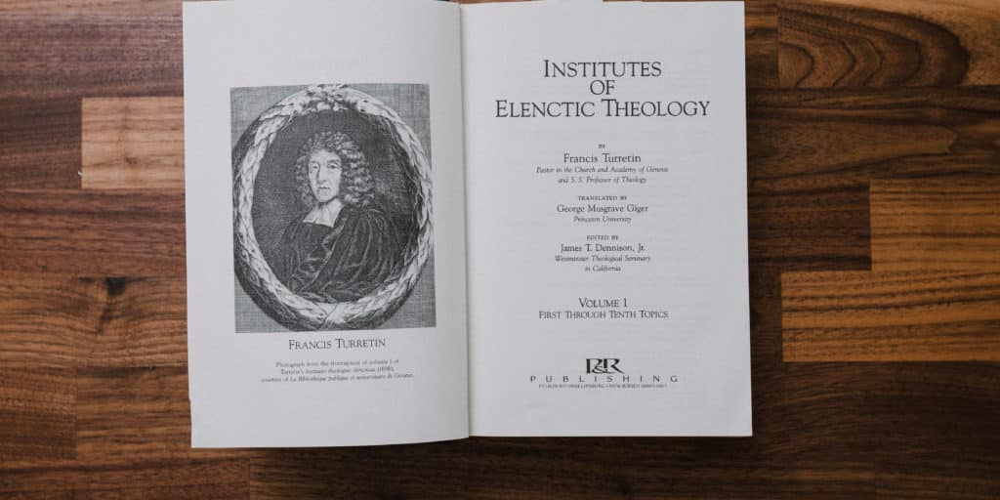 FRANCIS TURRETIN
Photograph from the frontispiece of volume 1 of
Turretin's Institutio theologiae elencticae (1696),
courtesy of La Bibliothèque publique et universitaire de Genève.
INSTITUTES
OF
ELENCTIC THEOLOGY
BY
Francis Turretin
Pastor in the Church and Academy of Geneva
and S. S. Professor of Theology
TRANSLATED BY
George Musgrave Giger
Princeton University
EDITED BY
James T. Dennison, Jr.
Westminster Theological Seminary
in California
VOLUME 1
FIRST THROUGH TENTH TOPICS
P&R
PUBLISHING
PHILLIPSBURG • NEW JERSEY